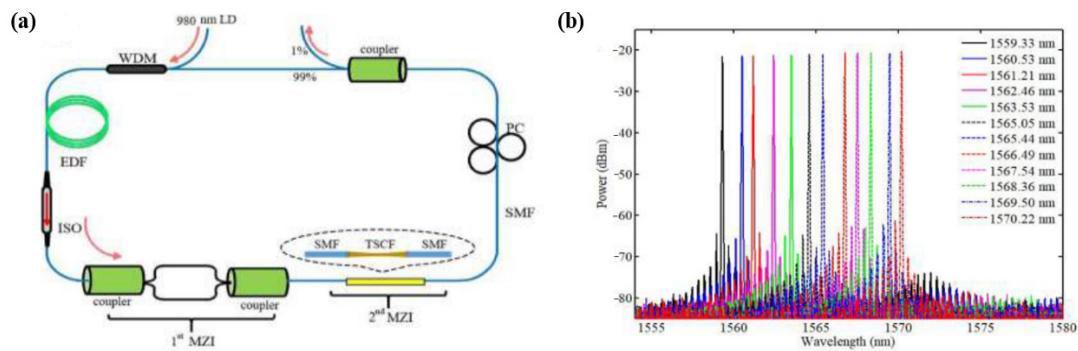 (a)
980 nm LD
1%
coupler
WDM
99%
PC
EDF
SMF
ISO
SMF TSCF SMF
coupler
coupler
1st MZI
2nd MZI
(b)
-20
-30
-40
-50
-60
-70
-80
Power (dBm)
1559.33 nm
1560.53 nm
1561.21 nm
1562.46 nm
1563.53 nm
1565.05 nm
1565.44 nm
1566.49 nm
1567.54 nm
1568.36 nm
1569.50 nm
1570.22 nm
1555 1560 1565 1570 1575 1580
Wavelength (nm)